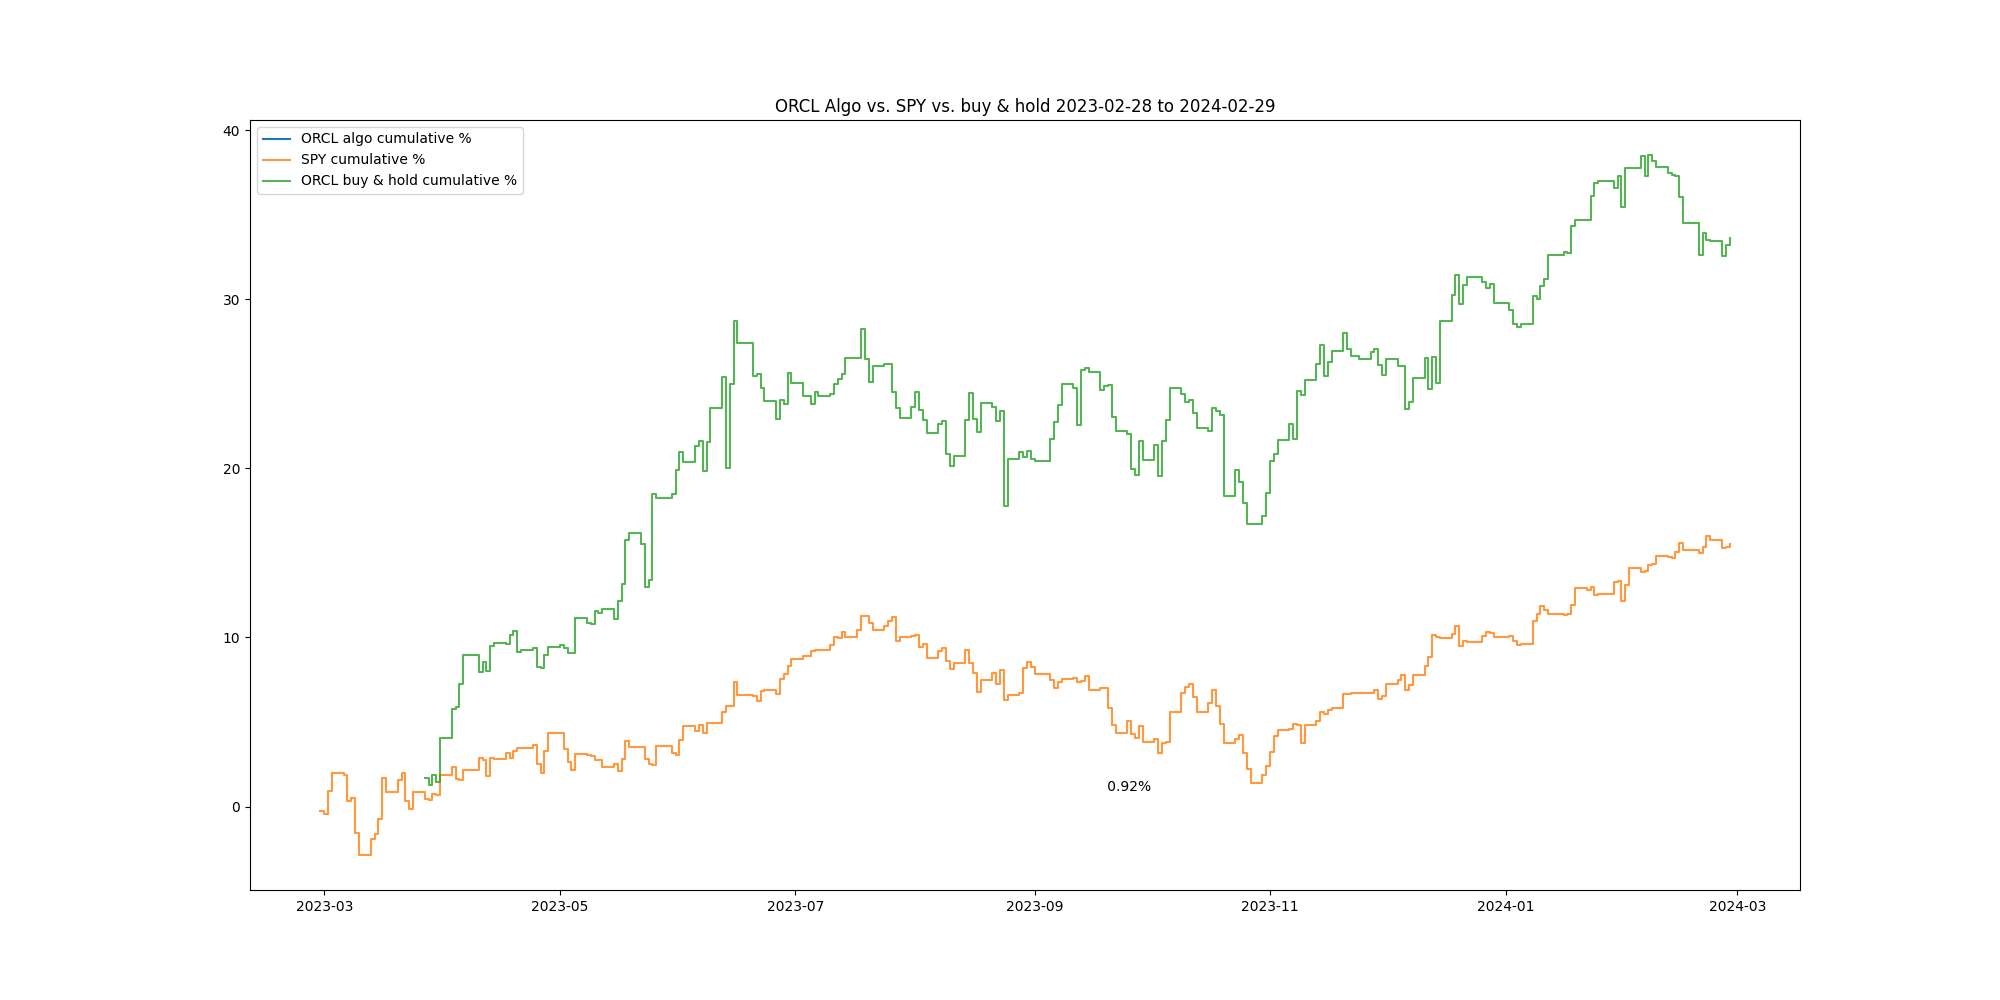 ORCL Algo vs. SPY vs. buy & hold 2023-02-28 to 2024-02-29
40
30
20
10
0
ORCL algo cumulative %
SPY cumulative %
ORCL buy & hold cumulative %
0.92%
2023-03 2023-05 2023-07 2023-09 2023-11 2024-01 2024-03